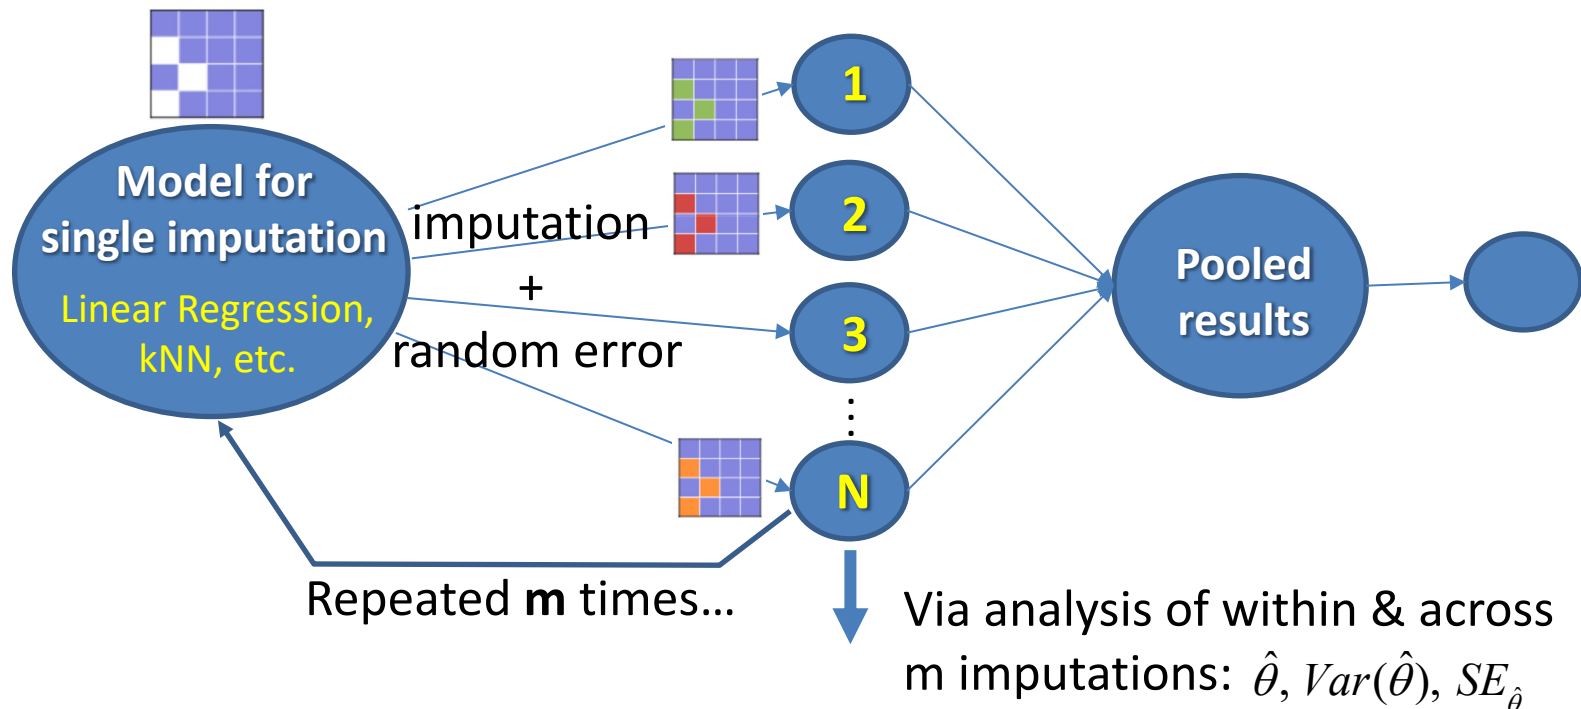 Model for
single imputation
Linear Regression,
kNN, etc.
imputation
+
random error
1
2
3
⋮
N
Pooled
results
Repeated m times…
Via analysis of within & across
m imputations: θ̂, Var(θ̂), SE_θ̂